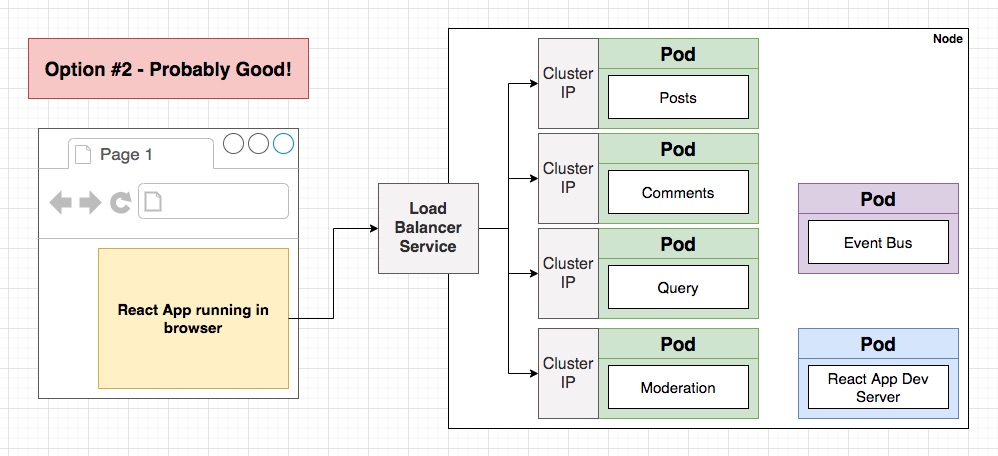 Node
Option #2 - Probably Good!
Page 1
React App running in
browser
Load
Balancer
Service
Cluster
IP
Pod
Posts
Cluster
IP
Pod
Comments
Cluster
IP
Pod
Query
Cluster
IP
Pod
Moderation
Pod
Event Bus
Pod
React App Dev
Server